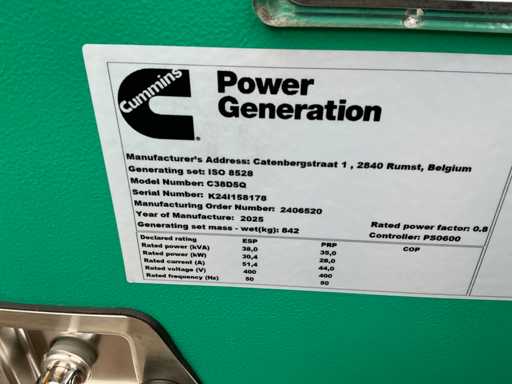 Cummins
Power
Generation
Manufacturer's Address: Catenbergstraat 1 , 2840 Rumst, Belgium
Generating set: ISO 8528
Model Number: C38D5Q
Serial Number: K24I158178
Manufacturing Order Number: 2406520
Year of Manufacture: 2025
Rated power factor: 0.8
Generating set mass - wet(kg): 842
Controller: PS0600
Declared rating ESP PRP COP
Rated power (kVA) 38,0 35,0
Rated power (kW) 30,4 28,0
Rated current (A) 51,4 44,0
Rated voltage (V) 400 400
Rated frequency (Hz) 50 50